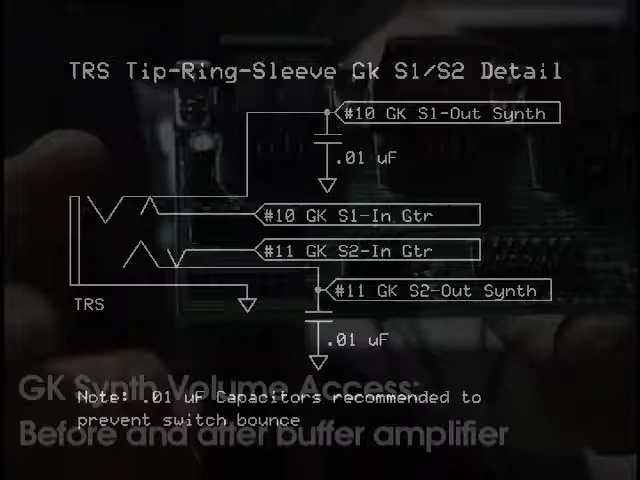 TRS Tip-Ring-Sleeve Gk S1/S2 Detail
#10 GK S1-Out Synth
.01 uF
#10 GK S1-In Gtr
#11 GK S2-In Gtr
#11 GK S2-Out Synth
TRS
.01 uF
GK Synth Volume Access:
Note: .01 uF Capacitors recommended to
prevent switch bounce
Before and after buffer amplifier